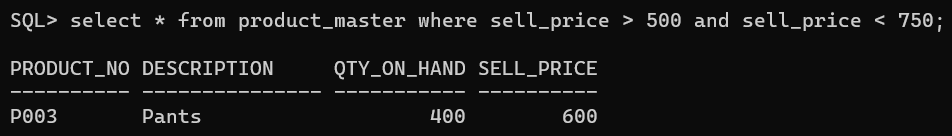 SQL> select * from product_master where sell_price > 500 and sell_price < 750;
PRODUCT_NO DESCRIPTION     QTY_ON_HAND SELL_PRICE
---------- --------------- ----------- ----------
P003       Pants                   400        600